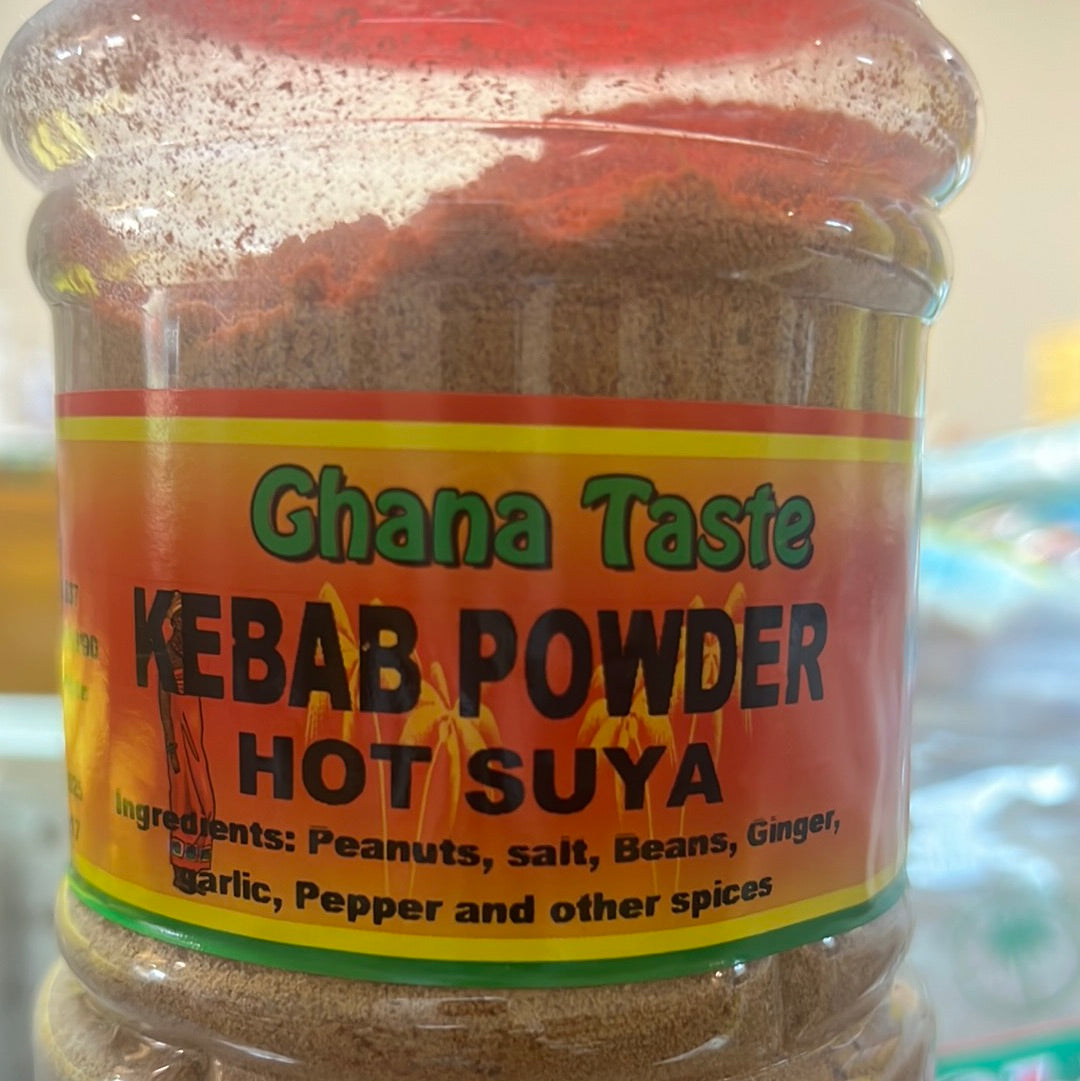 Ghana Taste
KEBAB POWDER
HOT SUYA
Ingredients: Peanuts, salt, Beans, Ginger,
garlic, Pepper and other spices